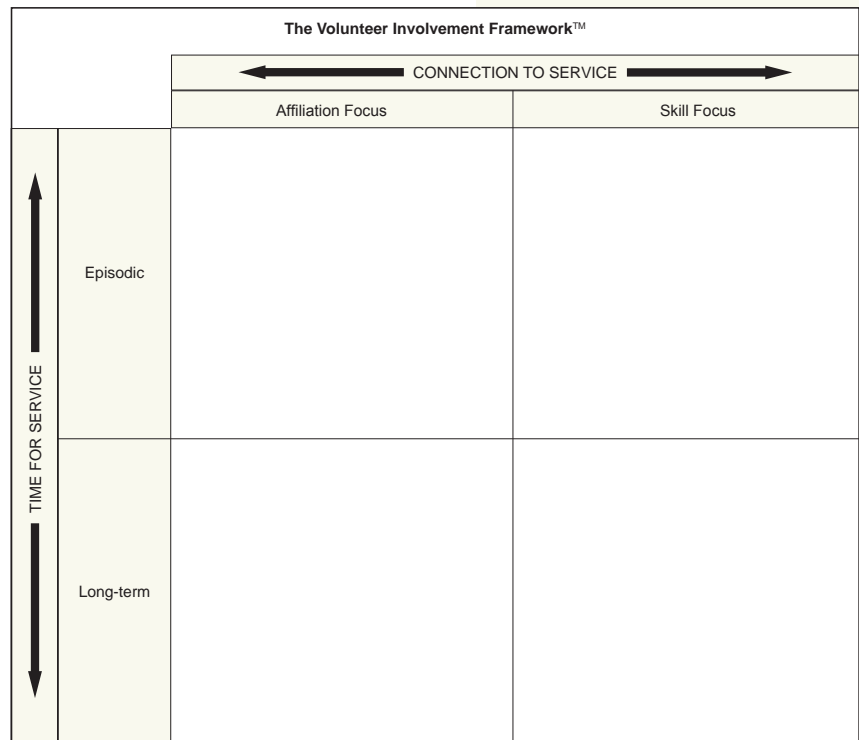 The Volunteer Involvement Framework™
CONNECTION TO SERVICE
Affiliation Focus
Skill Focus
TIME FOR SERVICE
Episodic
Long-term